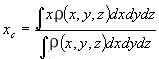 x_c = ∫xρ(x, y, z)dxdydz / ∫ρ(x, y, z)dxdydz